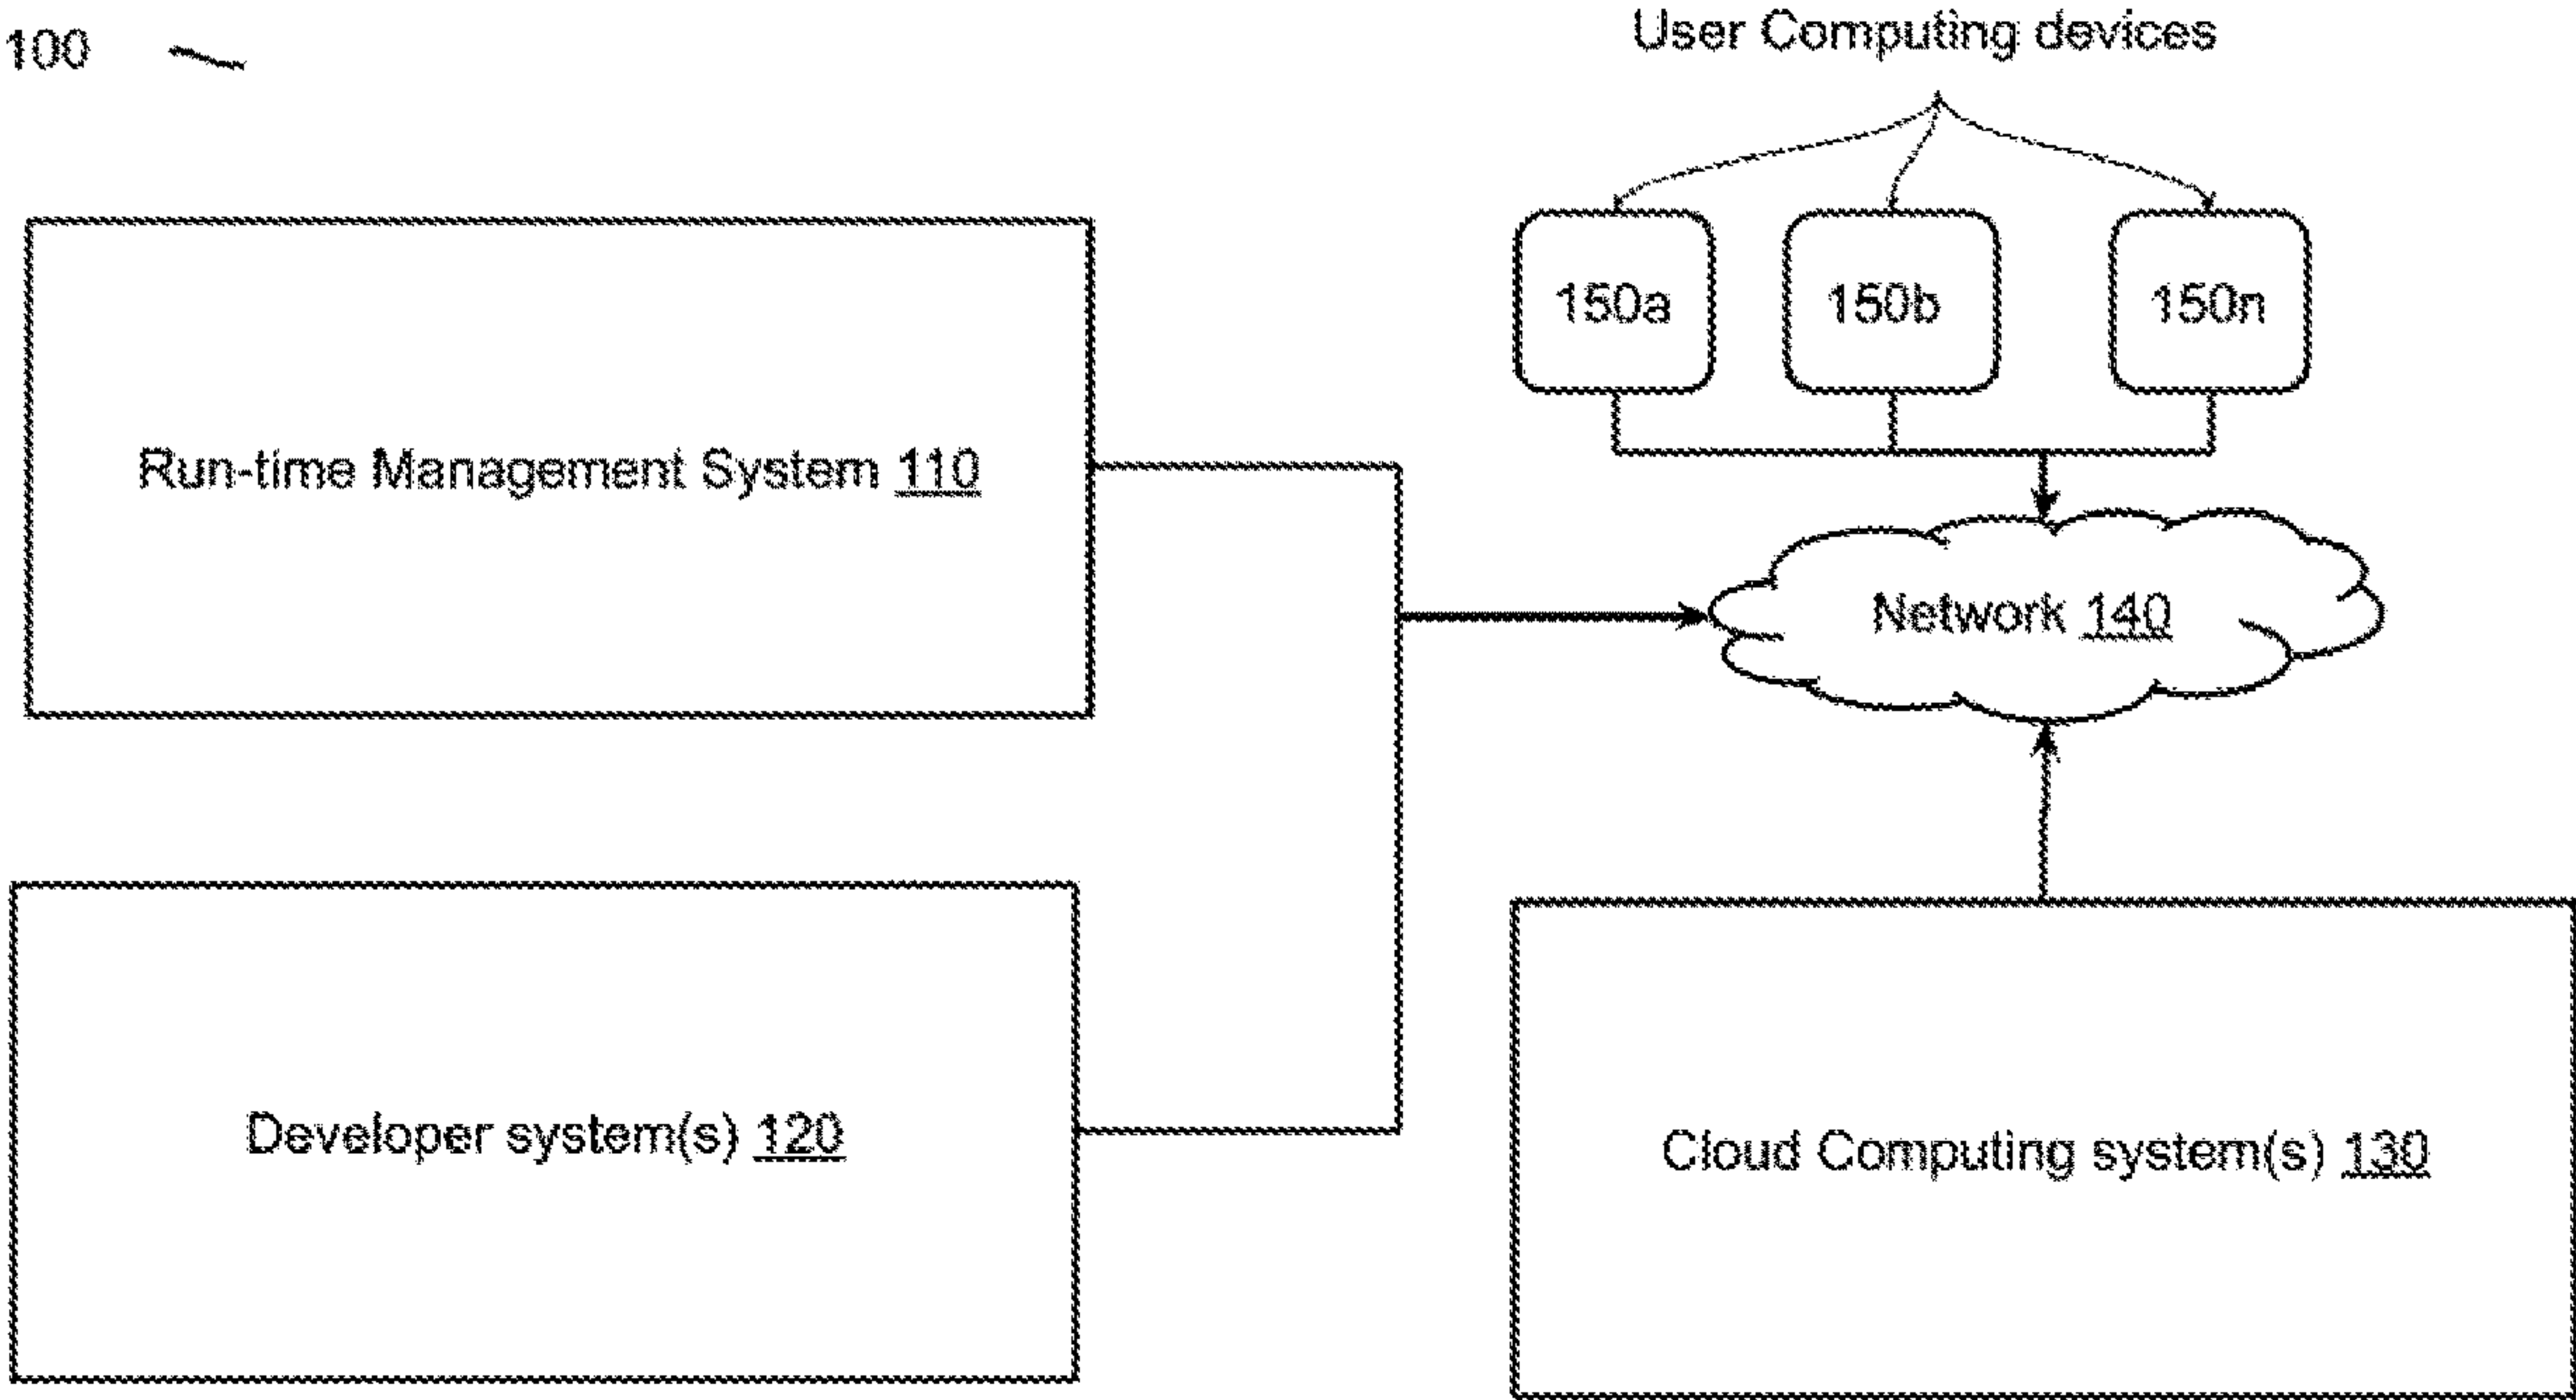 100
User Computing devices
150a
150b
150n
Run-time Management System 110
Network 140
Developer system(s) 120
Cloud Computing system(s) 130